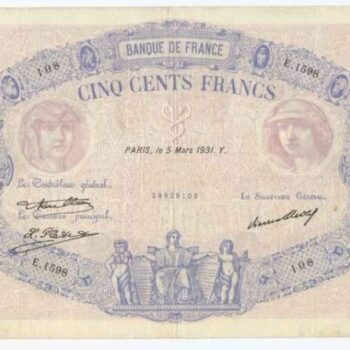 BANQUE DE FRANCE
108
E.1598
CINQ CENTS FRANCS
PARIS, le 5 Mars 1931. Y.
Le Contrôleur général,
Le Secrétaire Général,
Le Caissier principal,
E.1598
108